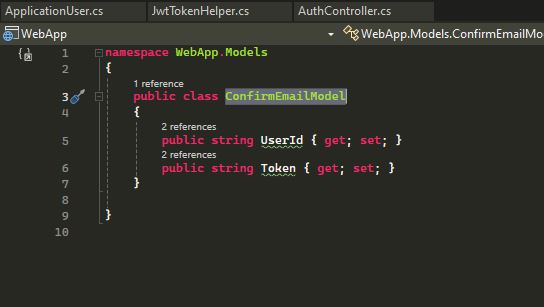 ApplicationUser.cs JwtTokenHelper.cs AuthController.cs
WebApp WebApp.Models.ConfirmEmailMo
1 namespace WebApp.Models
2 {
1 reference
3 public class ConfirmEmailModel
4 {
2 references
5 public string UserId { get; set; }
2 references
6 public string Token { get; set; }
7 }
8
9 }
10